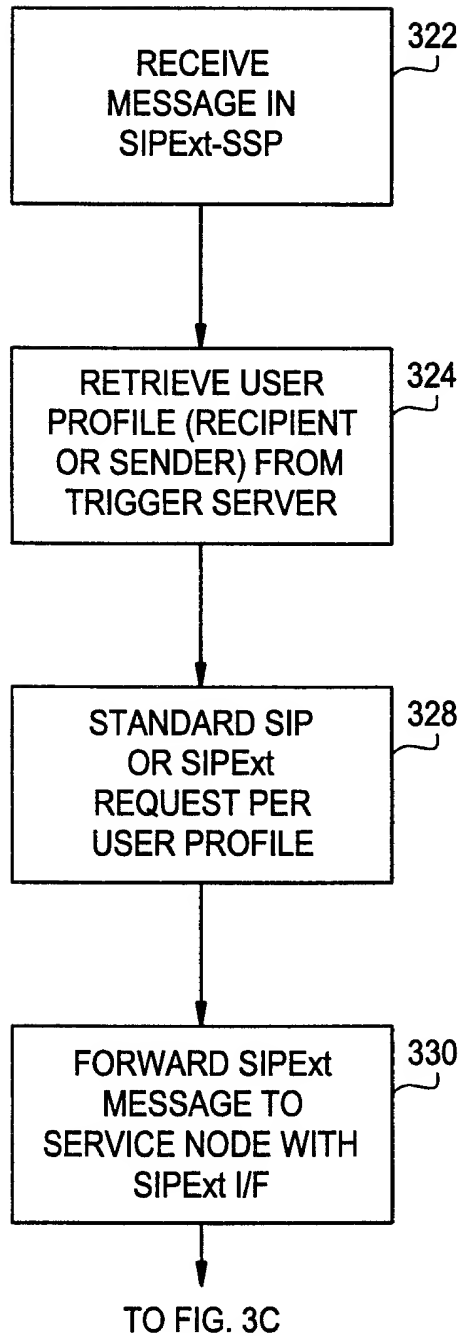 322
RECEIVE
MESSAGE IN
SIPExt-SSP
324
RETRIEVE USER
PROFILE (RECIPIENT
OR SENDER) FROM
TRIGGER SERVER
328
STANDARD SIP
OR SIPExt
REQUEST PER
USER PROFILE
330
FORWARD SIPExt
MESSAGE TO
SERVICE NODE WITH
SIPExt I/F
TO FIG. 3C